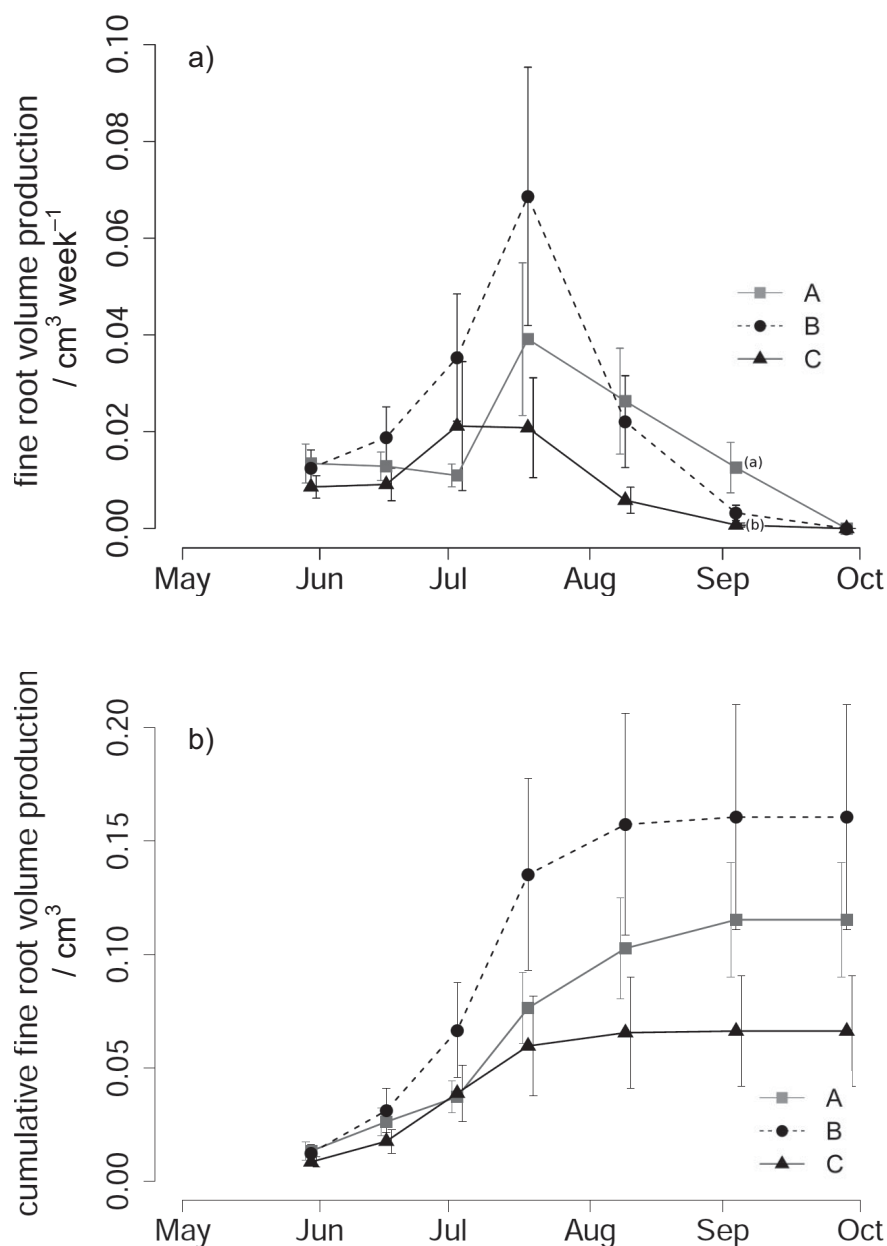 a)
fine root volume production
/ cm³ week⁻¹
0.10
0.08
0.06
0.04
0.02
0.00
A
B
C
(a)
(b)
May Jun Jul Aug Sep Oct
b)
cumulative fine root volume production
/ cm³
0.20
0.15
0.10
0.05
0.00
A
B
C
May Jun Jul Aug Sep Oct